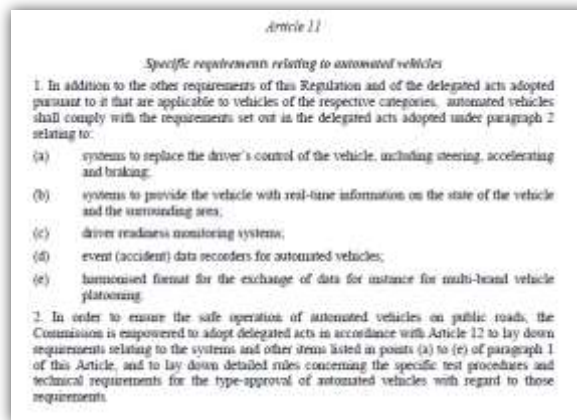 Article 11
Specific requirements relating to automated vehicles
1. In addition to the other requirements of this Regulation and of the delegated acts adopted
pursuant to it that are applicable to vehicles of the respective categories, automated vehicles
shall comply with the requirements set out in the delegated acts adopted under paragraph 2
relating to:
(a) systems to replace the driver's control of the vehicle, including steering, accelerating
and braking;
(b) systems to provide the vehicle with real-time information on the state of the vehicle
and the surrounding area;
(c) driver readiness monitoring systems;
(d) event (accident) data recorders for automated vehicles;
(e) harmonised format for the exchange of data for instance for multi-brand vehicle
platooning.
2. In order to ensure the safe operation of automated vehicles on public roads, the
Commission is empowered to adopt delegated acts in accordance with Article 12 to lay down
requirements relating to the systems and other items listed in points (a) to (e) of paragraph 1
of this Article, and to lay down detailed rules concerning the specific test procedures and
technical requirements for the type-approval of automated vehicles with regard to those
requirements.